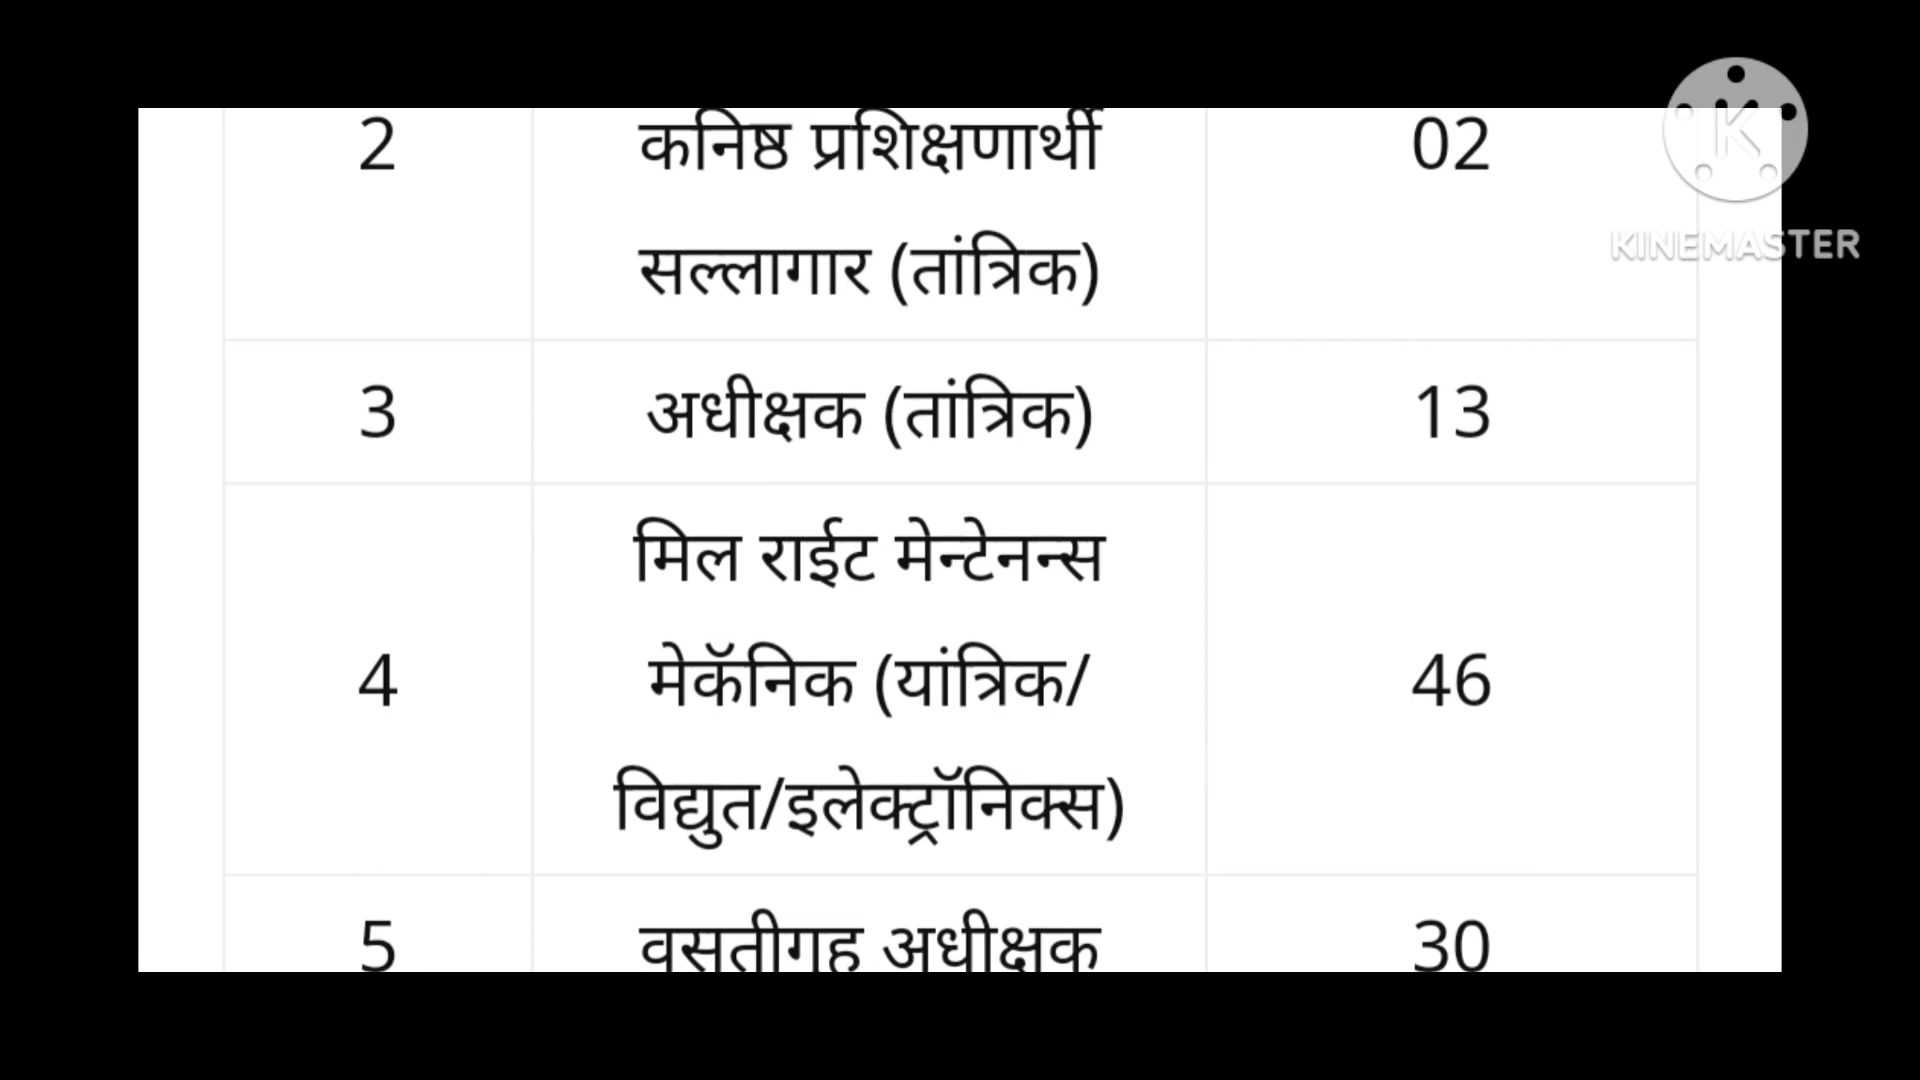 2 कनिष्ठ प्रशिक्षणार्थी 02
सल्लागार (तांत्रिक)
3 अधीक्षक (तांत्रिक) 13
मिल राईट मेन्टेनन्स
4 मेकॅनिक (यांत्रिक/ 46
विद्युत/इलेक्ट्रॉनिक्स)
5 वसतीगृह अधीक्षक 30
K
KINEMASTER